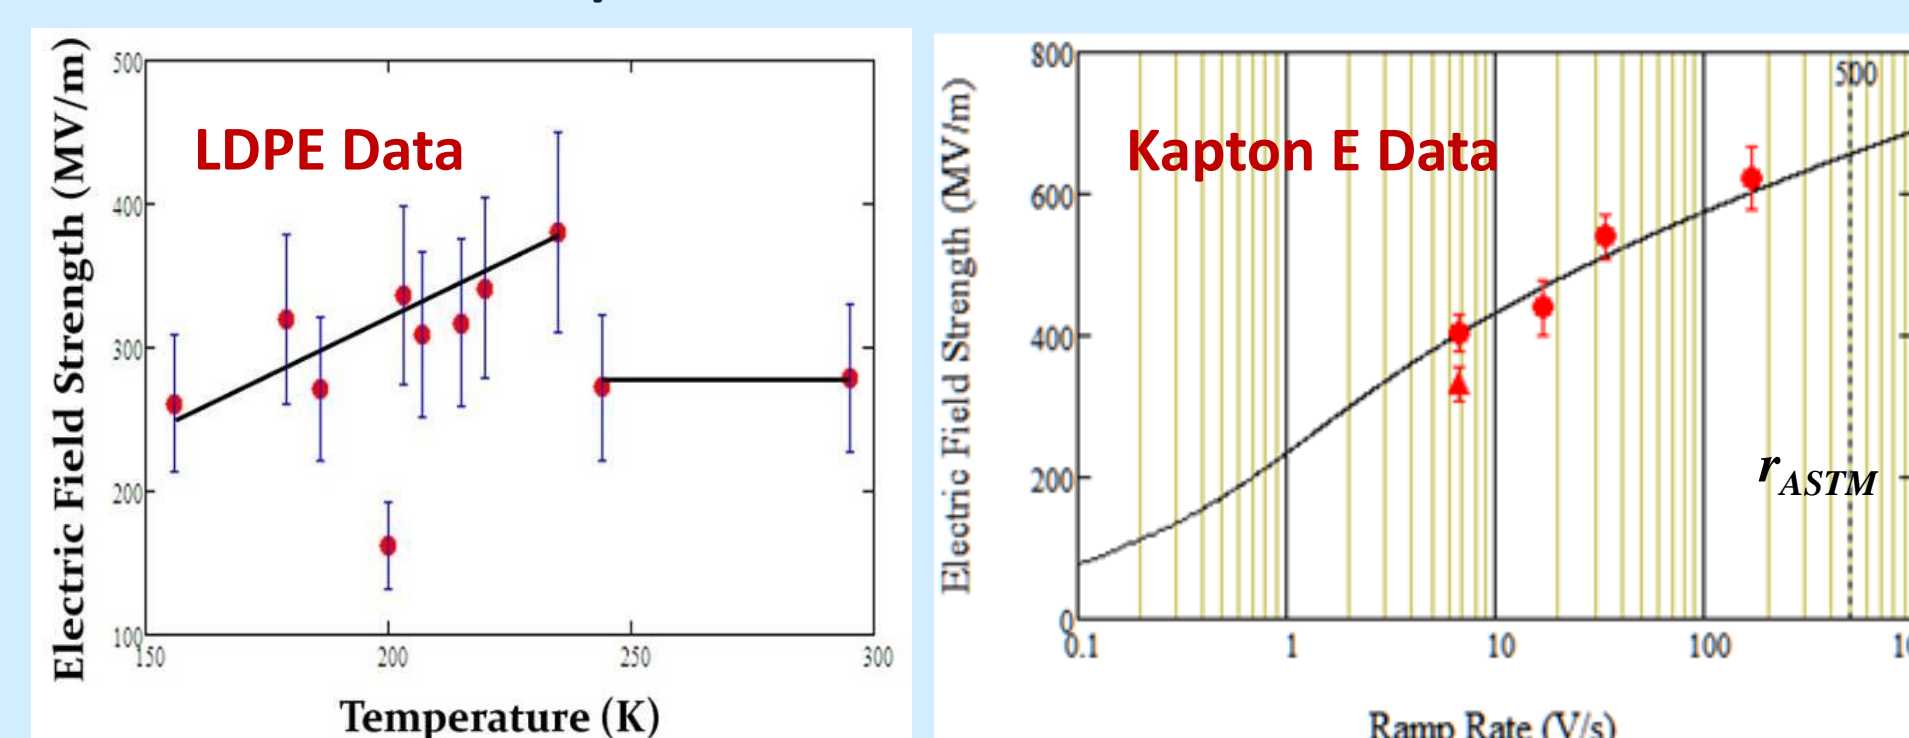 LDPE Data
Electric Field Strength (MV/m)
500
400
300
200
100
150
200
250
300
Temperature (K)
Kapton E Data
Electric Field Strength (MV/m)
800
600
400
200
0
500
rASTM
0.1
1
10
100
Ramp Rate (V/s)